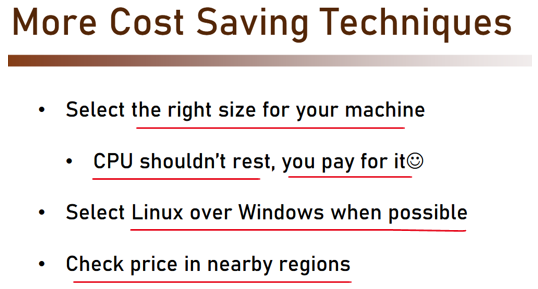 More Cost Saving Techniques
• Select the right size for your machine
• CPU shouldn't rest, you pay for it☺
• Select Linux over Windows when possible
• Check price in nearby regions